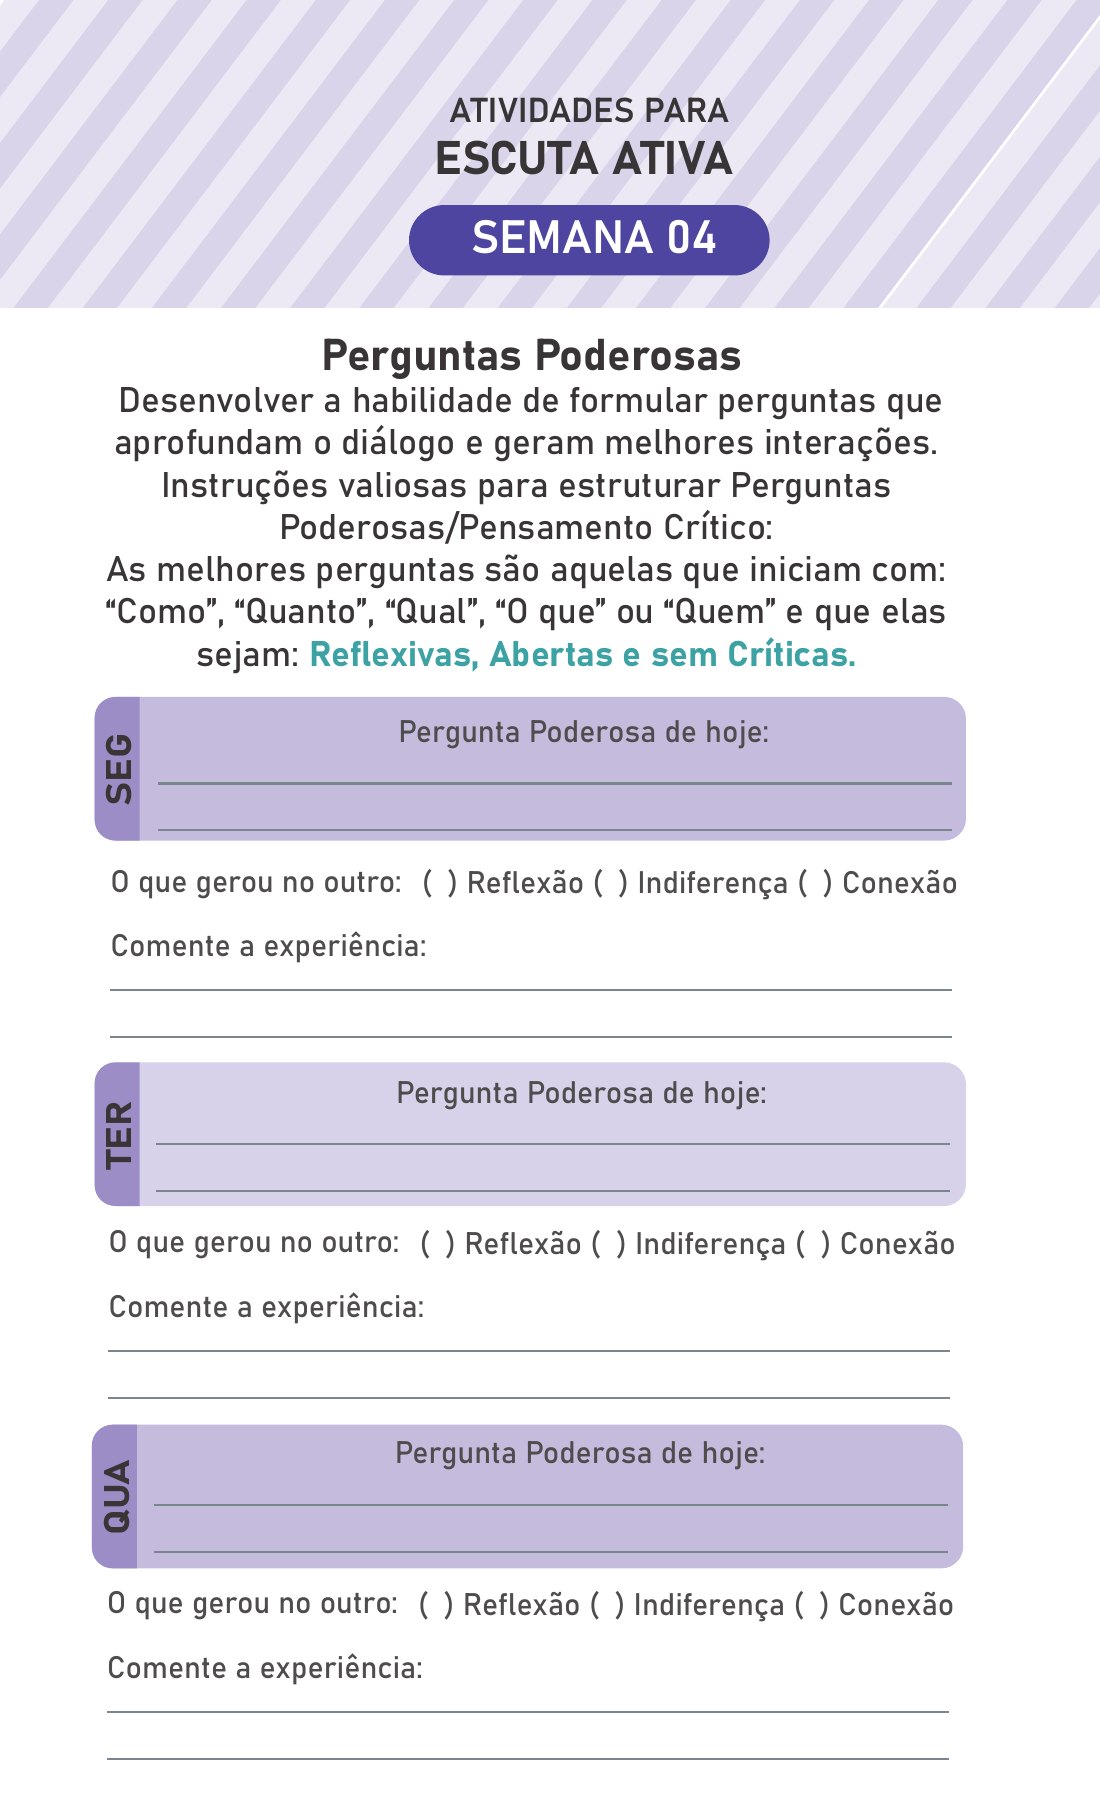 ATIVIDADES PARA
ESCUTA ATIVA
SEMANA 04
Perguntas Poderosas
Desenvolver a habilidade de formular perguntas que
aprofundam o diálogo e geram melhores interações.
Instruções valiosas para estruturar Perguntas
Poderosas/Pensamento Crítico:
As melhores perguntas são aquelas que iniciam com:
“Como”, “Quanto”, “Qual”, “O que” ou “Quem” e que elas
sejam: Reflexivas, Abertas e sem Críticas.
SEG
Pergunta Poderosa de hoje:
O que gerou no outro: ( ) Reflexão ( ) Indiferença ( ) Conexão
Comente a experiência:
TER
Pergunta Poderosa de hoje:
O que gerou no outro: ( ) Reflexão ( ) Indiferença ( ) Conexão
Comente a experiência:
QUA
Pergunta Poderosa de hoje:
O que gerou no outro: ( ) Reflexão ( ) Indiferença ( ) Conexão
Comente a experiência: